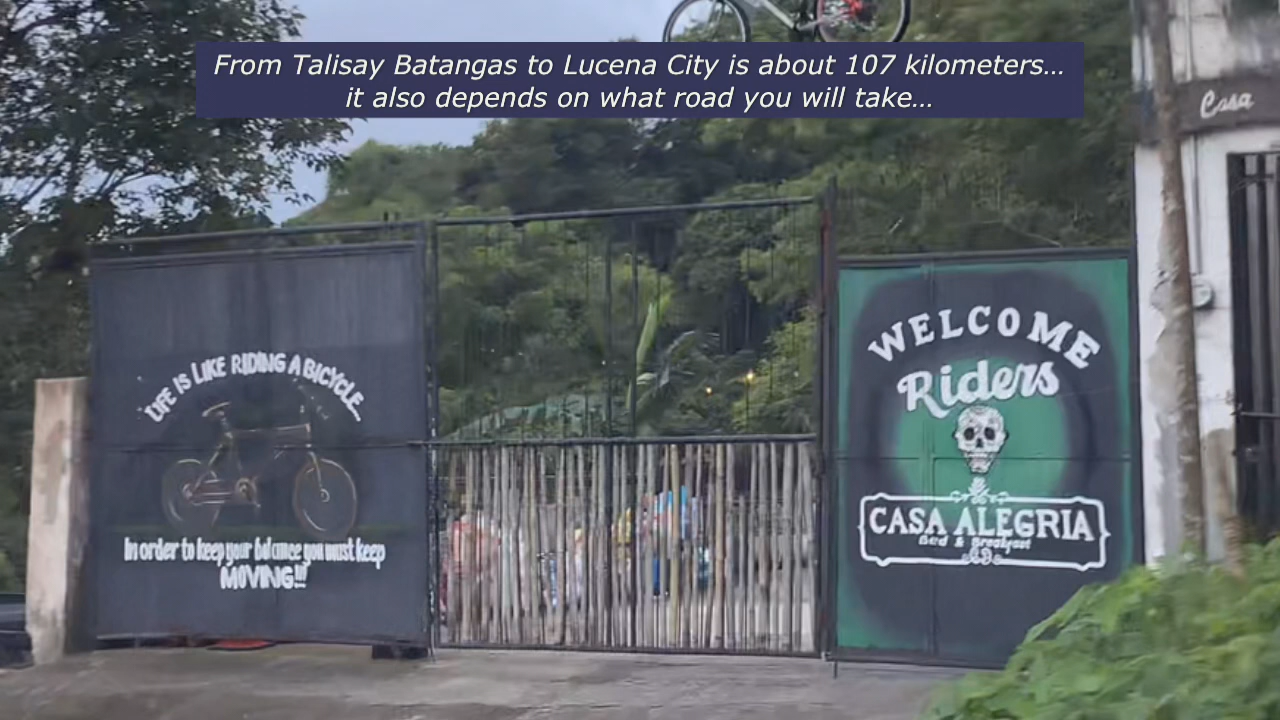 From Talisay Batangas to Lucena City is about 107 kilometers…
it also depends on what road you will take…
Casa
LIFE IS LIKE RIDING A BICYCLE..
In order to keep your balance you must keep
MOVING!!!
WELCOME
Riders
CASA ALEGRIA
Bed & Breakfast